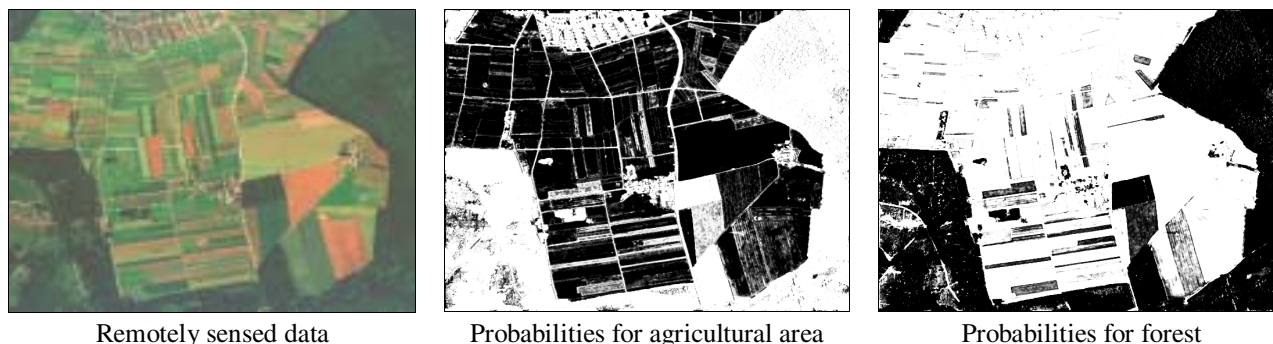 Remotely sensed data
Probabilities for agricultural area
Probabilities for forest